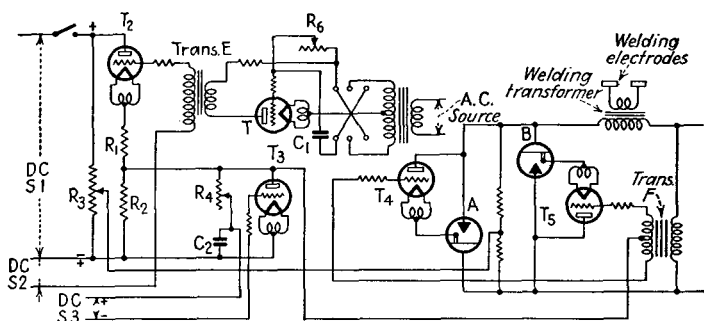 T2
Trans. E
R6
Welding
electrodes
Welding
transformer
A.C.
Source
T
C1
R1
T3
DC
S1
R3
R2
R4
C2
T4
A
B
T5
Trans.
F
DC
S2
DC
S3
+
-
+
+
-